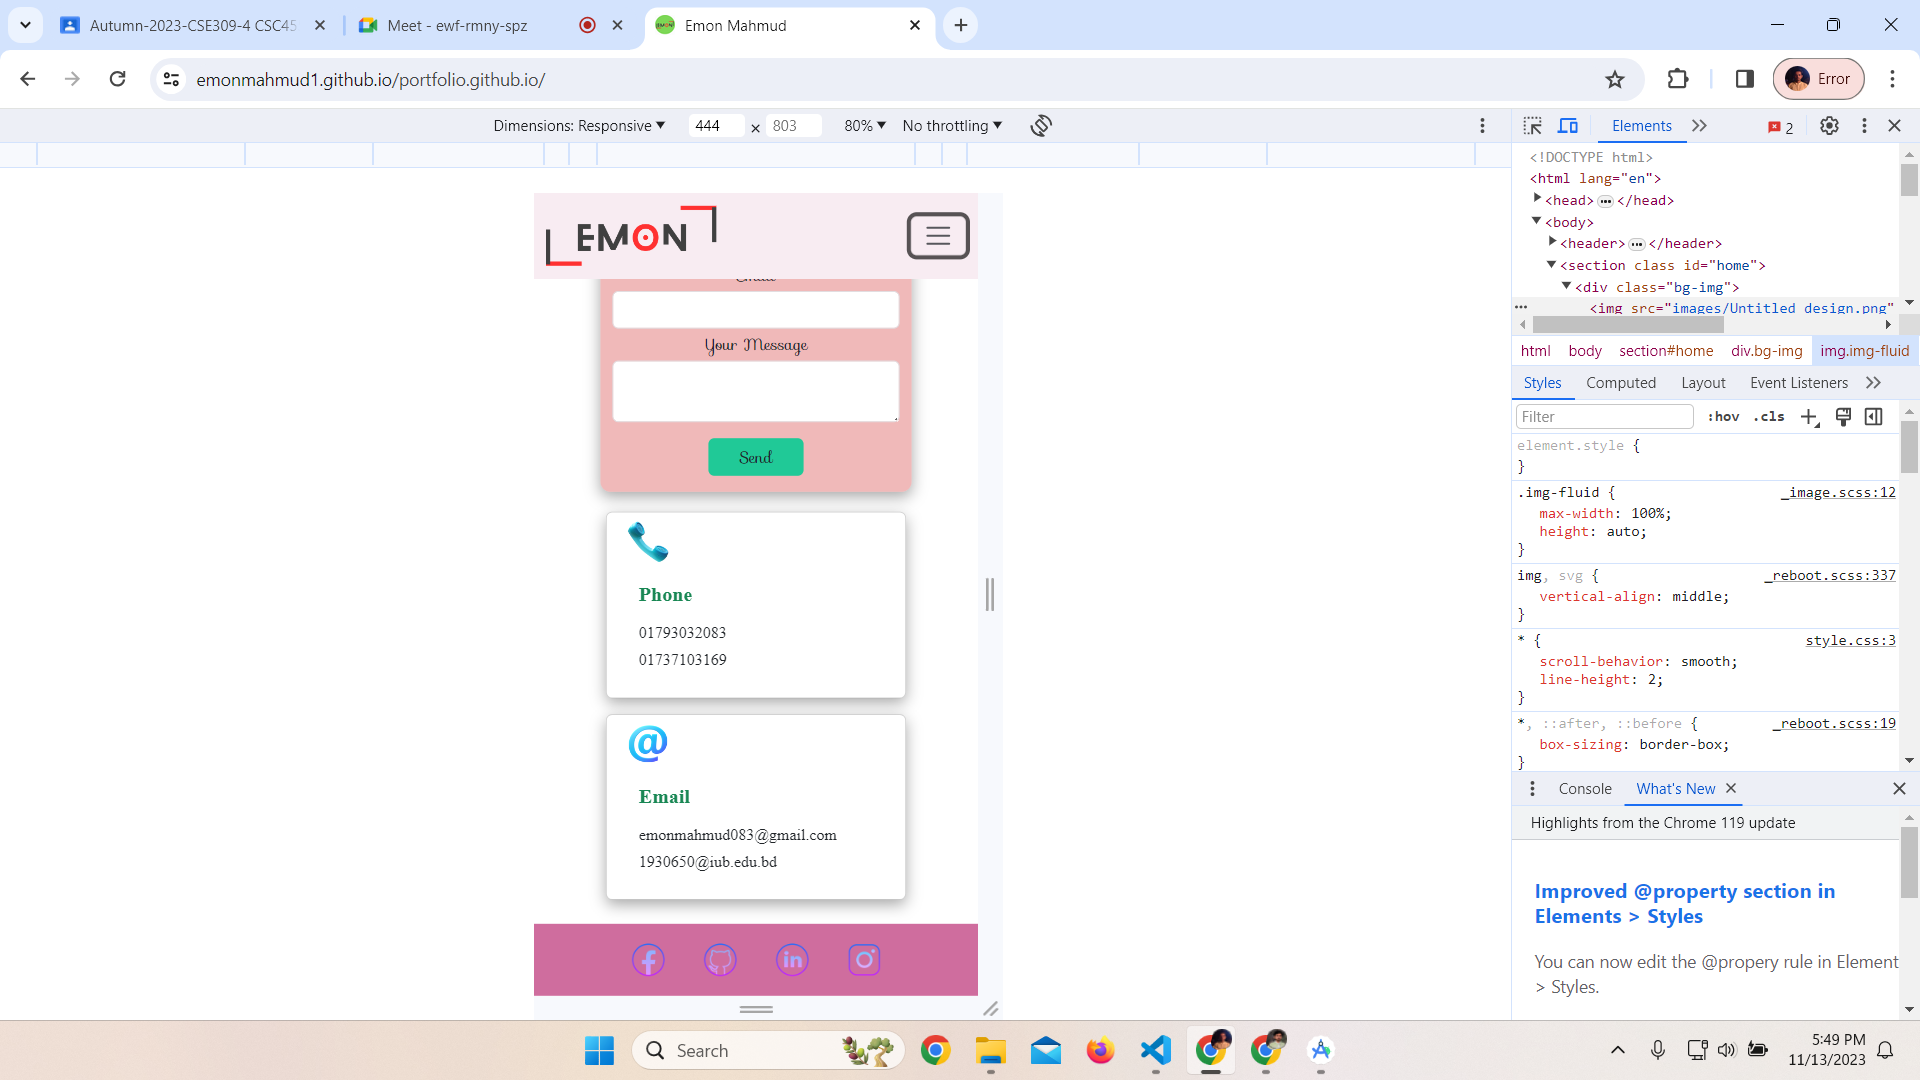 Autumn-2023-CSE309-4 CSC45
Meet - ewf-rmny-spz
Emon Mahmud
emonmahmud1.github.io/portfolio.github.io/
Error
Dimensions: Responsive
444
×
803
80%
No throttling
EMON
Your Message
Send
Phone
01793032083
01737103169
Email
emonmahmud083@gmail.com
1930650@iub.edu.bd
Elements
2
<!DOCTYPE html>
<html lang="en">
<head> ••• </head>
<body>
<header> ••• </header>
<section class id="home">
<div class="bg-img">
<img src="images/Untitled design.png"
html body section#home div.bg-img img.img-fluid
Styles Computed Layout Event Listeners
Filter :hov .cls
element.style {
}
.img-fluid { _image.scss:12
max-width: 100%;
height: auto;
}
img, svg { _reboot.scss:337
vertical-align: middle;
}
* { style.css:3
scroll-behavior: smooth;
line-height: 2;
}
*, ::after, ::before { _reboot.scss:19
box-sizing: border-box;
}
Console What's New
Highlights from the Chrome 119 update
Improved @property section in
Elements > Styles
You can now edit the @propery rule in Element
> Styles.
Search
5:49 PM
11/13/2023